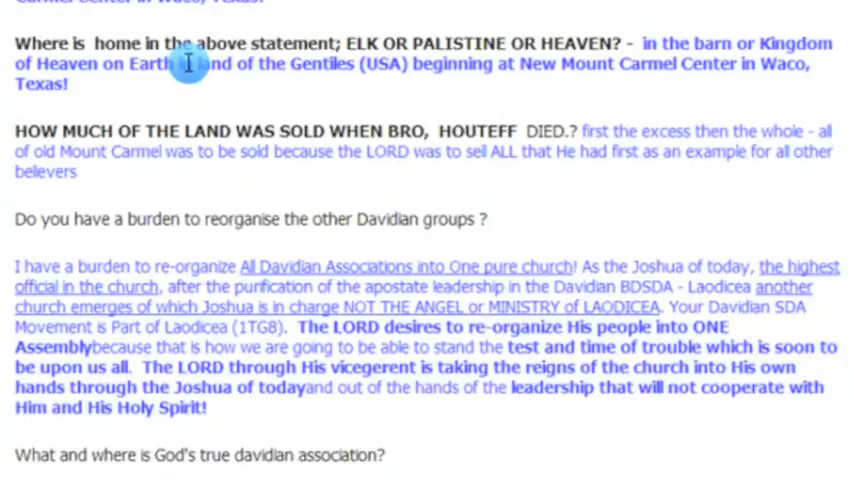 Where is home in the above statement; ELK OR PALISTINE OR HEAVEN? - in the barn or Kingdom
of Heaven on Earth land of the Gentiles (USA) beginning at New Mount Carmel Center in Waco,
Texas!
HOW MUCH OF THE LAND WAS SOLD WHEN BRO, HOUTEFF DIED.? first the excess then the whole - all
of old Mount Carmel was to be sold because the LORD was to sell ALL that He had first as an example for all other
believers
Do you have a burden to reorganise the other Davidian groups ?
I have a burden to re-organize All Davidian Associations into One pure church! As the Joshua of today, the highest
official in the church, after the purification of the apostate leadership in the Davidian BDSDA - Laodicea another
church emerges of which Joshua is in charge NOT THE ANGEL or MINISTRY of LAODICEA. Your Davidian SDA
Movement is Part of Laodicea (1TG8). The LORD desires to re-organize His people into ONE
Assemblybecause that is how we are going to be able to stand the test and time of trouble which is soon to
be upon us all. The LORD through His vicegerent is taking the reigns of the church into His own
hands through the Joshua of todayand out of the hands of the leadership that will not cooperate with
Him and His Holy Spirit!
What and where is God's true davidian association?